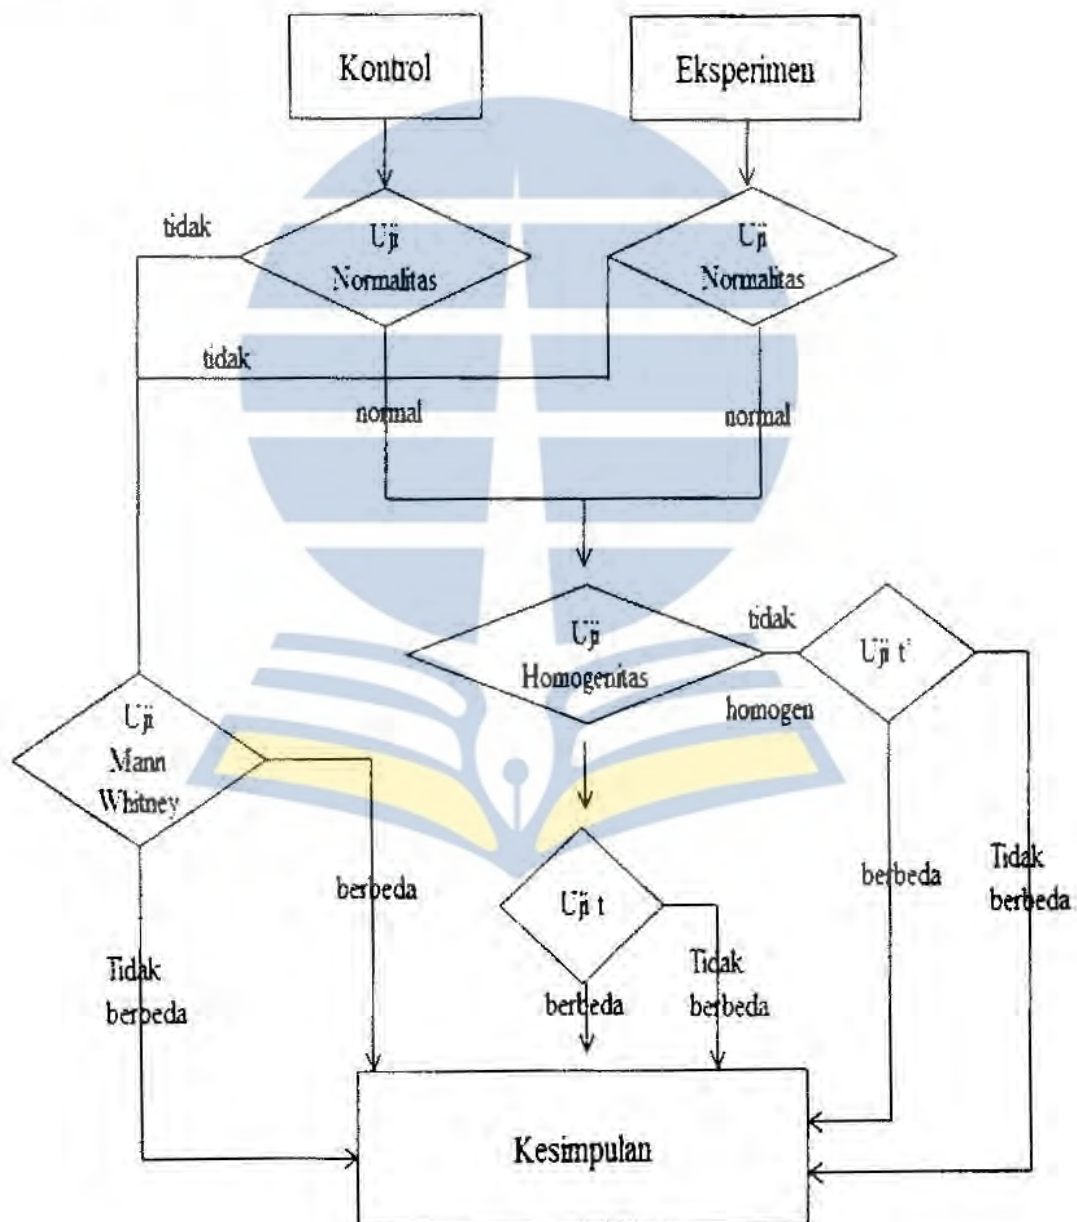 Kontrol
Eksperimen
tidak
Uji
Normalitas
Uji
Normalitas
tidak
normal
normal
Uji
Homogenitas
tidak
Uji t'
homogen
Uji
Mann
Whitney
berbeda
Uji t
berbeda
Tidak
berbeda
Tidak
berbeda
berbeda
Tidak
berbeda
Kesimpulan